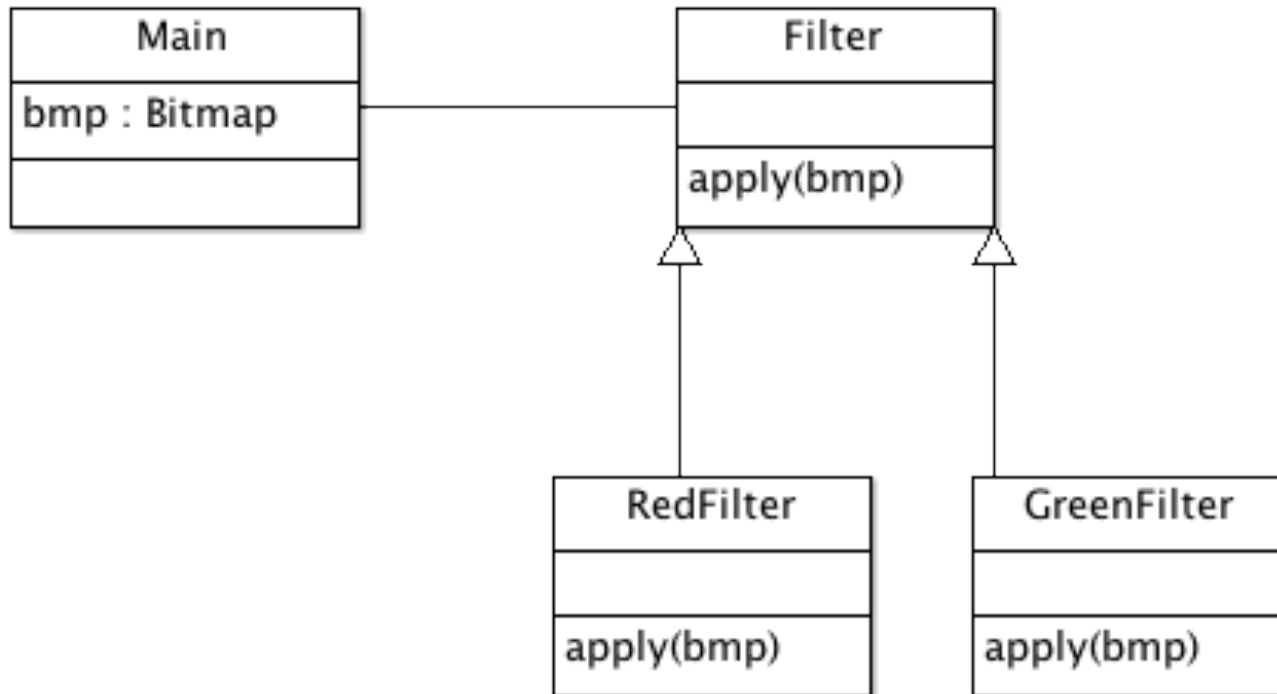 Main
bmp : Bitmap
Filter
apply(bmp)
RedFilter
apply(bmp)
GreenFilter
apply(bmp)